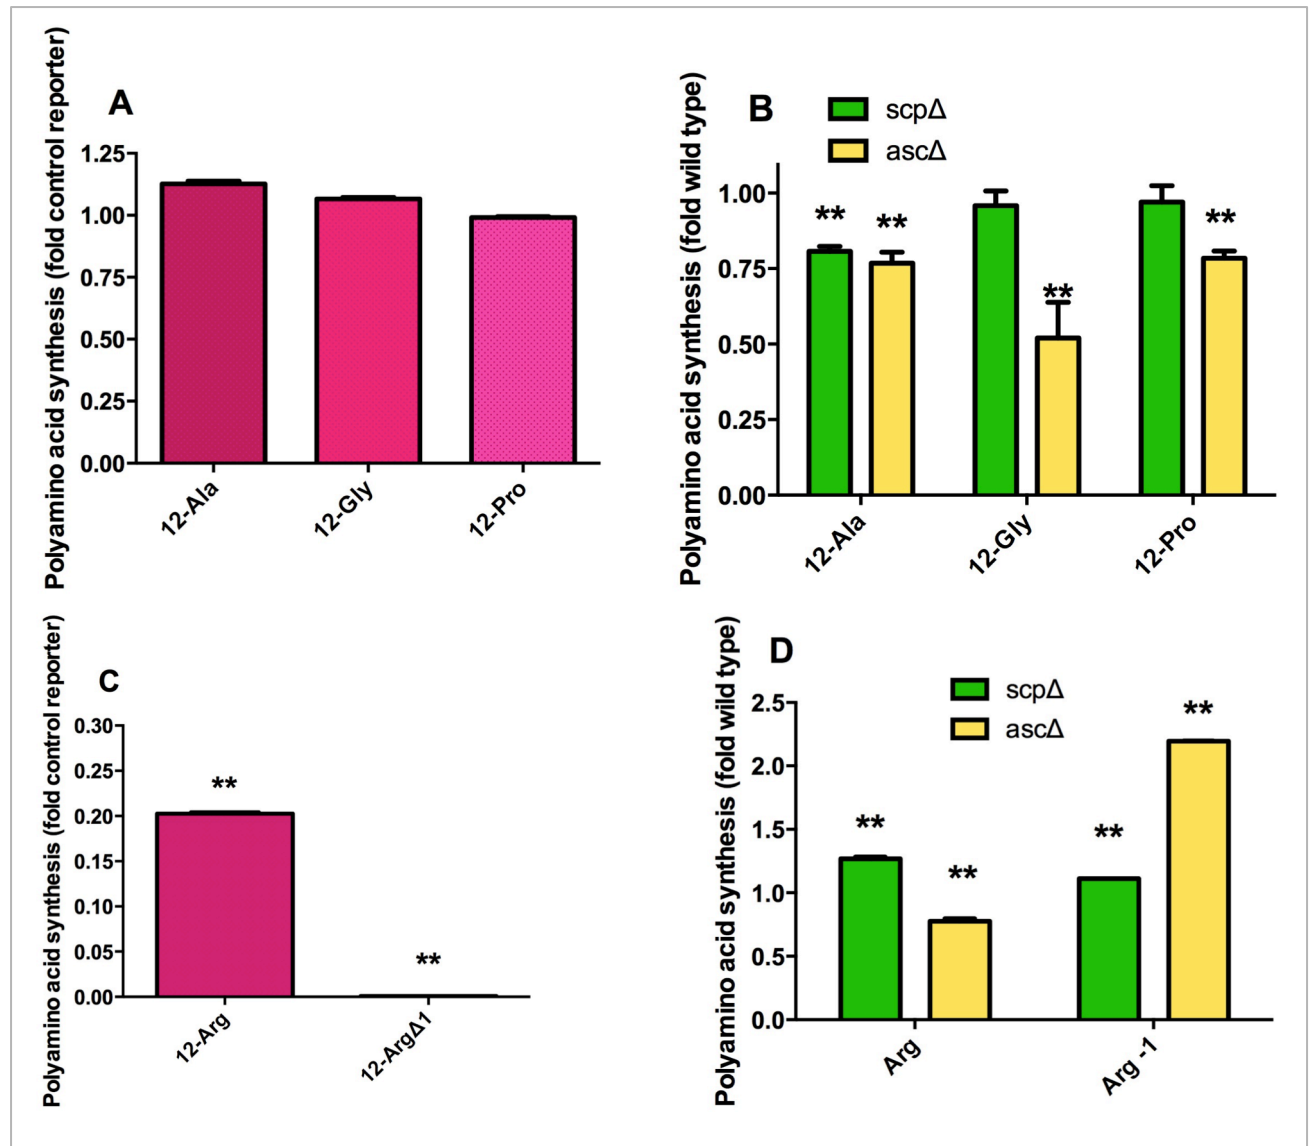 A
Polyamino acid synthesis (fold control reporter)
1.25
1.00
0.75
0.50
0.25
0.00
12-Ala
12-Gly
12-Pro
B
scpΔ
ascΔ
Polyamino acid synthesis (fold wild type)
1.00
0.75
0.50
0.25
0.00
**
**
**
**
12-Ala
12-Gly
12-Pro
C
Polyamino acid synthesis (fold control reporter)
0.30
0.25
0.20
0.15
0.10
0.05
0.00
**
**
12-Arg
12-ArgΔ1
D
scpΔ
ascΔ
Polyamino acid synthesis (fold wild type)
2.5
2.0
1.5
1.0
0.5
0.0
**
**
**
**
Arg
Arg -1